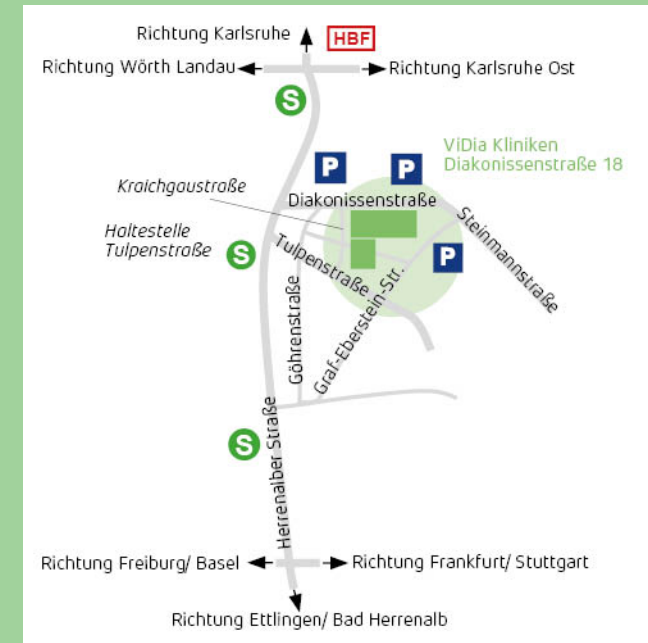 Richtung Karlsruhe
HBF
Richtung Wörth Landau
Richtung Karlsruhe Ost
S
ViDia Kliniken
Diakonissenstraße 18
P
P
Kraichgaustraße
Diakonissenstraße
Steinmannstraße
Haltestelle
Tulpenstraße
S
Tulpenstraße
P
Göhrenstraße
Graf-Eberstein-Str.
S
Herrenalber Straße
Richtung Freiburg/ Basel
Richtung Frankfurt/ Stuttgart
Richtung Ettlingen/ Bad Herrenalb